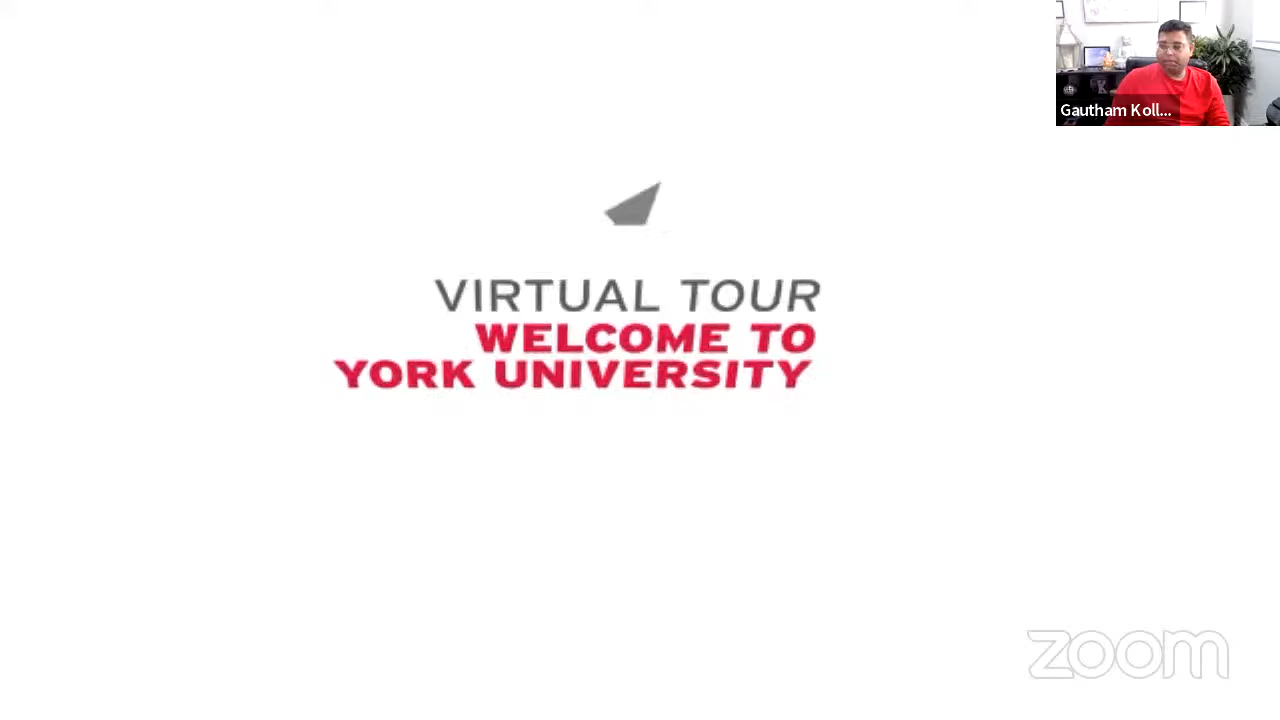 Gautham Koll...
VIRTUAL TOUR
WELCOME TO
YORK UNIVERSITY
zoom